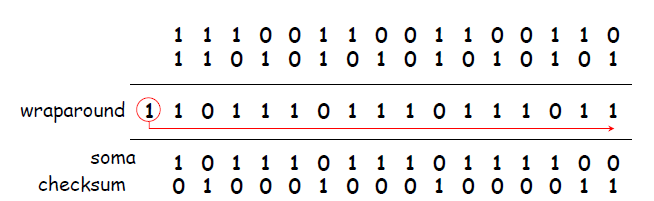 1 1 1 0 0 1 1 0 0 1 1 0 0 1 1 0
1 1 0 1 0 1 0 1 0 1 0 1 0 1 0 1
wraparound 1 1 0 1 1 1 0 1 1 1 0 1 1 1 0 1 1
soma 1 0 1 1 1 0 1 1 1 0 1 1 1 1 0 0
checksum 0 1 0 0 0 1 0 0 0 1 0 0 0 0 1 1